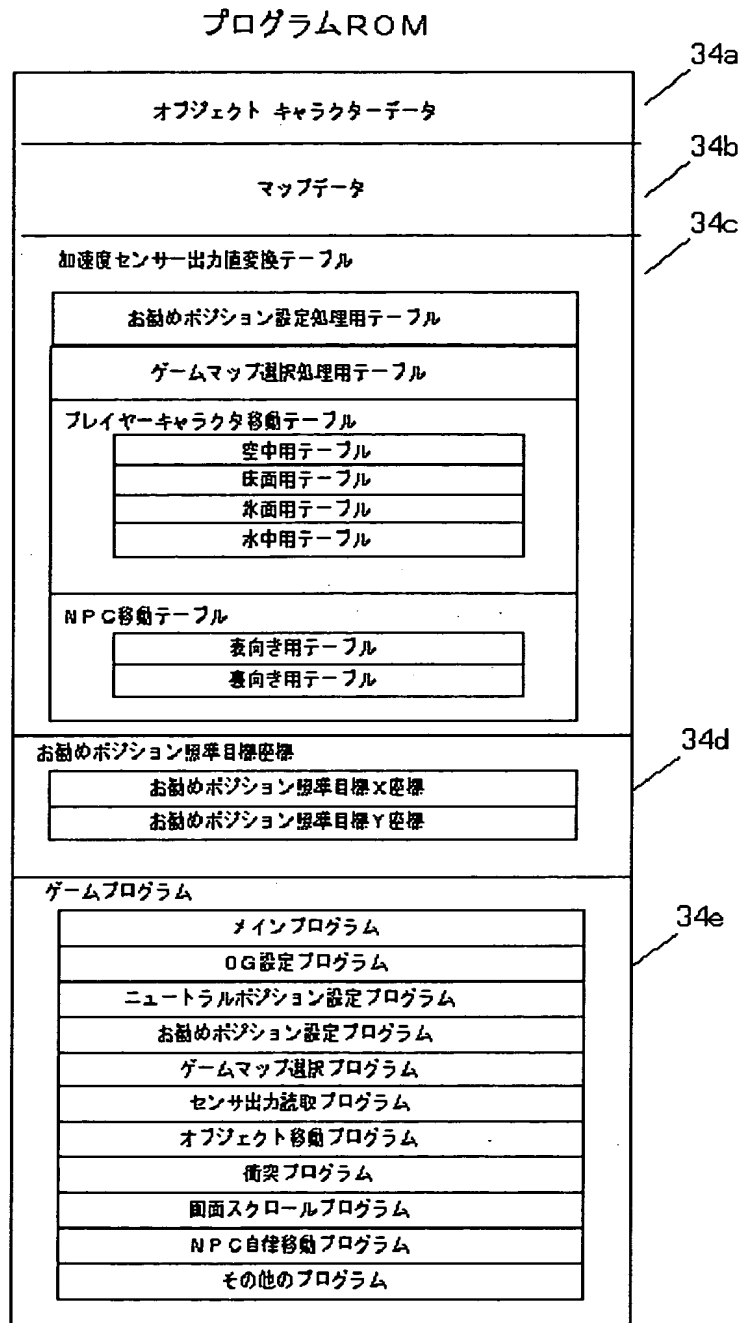 プログラムROM
34a
オブジェクト キャラクターデータ
34b
マップデータ
34c
加速度センサー出力値変換テーブル
お勧めポジション設定処理用テーブル
ゲームマップ選択処理用テーブル
プレイヤーキャラクタ移動テーブル
空中用テーブル
床面用テーブル
氷面用テーブル
水中用テーブル
NPC移動テーブル
表向き用テーブル
裏向き用テーブル
34d
お勧めポジション照準目標座標
お勧めポジション照準目標X座標
お勧めポジション照準目標Y座標
ゲームプログラム
34e
メインプログラム
0G設定プログラム
ニュートラルポジション設定プログラム
お勧めポジション設定プログラム
ゲームマップ選択プログラム
センサ出力読取プログラム
オブジェクト移動プログラム
衝突プログラム
画面スクロールプログラム
NPC自律移動プログラム
その他のプログラム